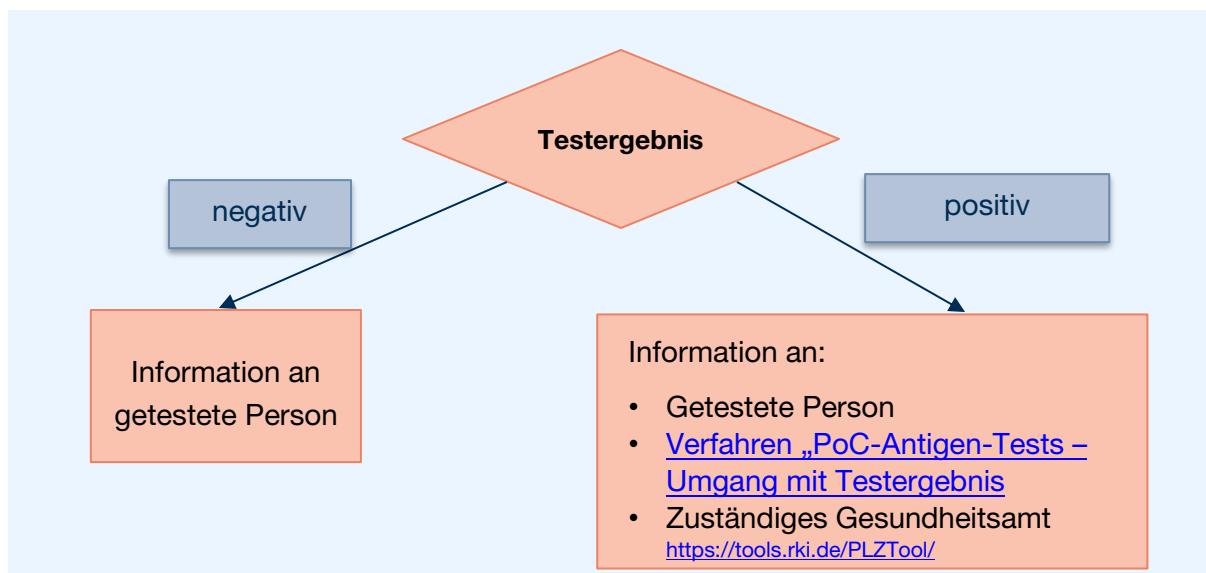 Testergebnis
negativ
positiv
Information an
getestete Person
Information an:
• Getestete Person
• Verfahren „PoC-Antigen-Tests –
Umgang mit Testergebnis
• Zuständiges Gesundheitsamt
https://tools.rki.de/PLZTool/